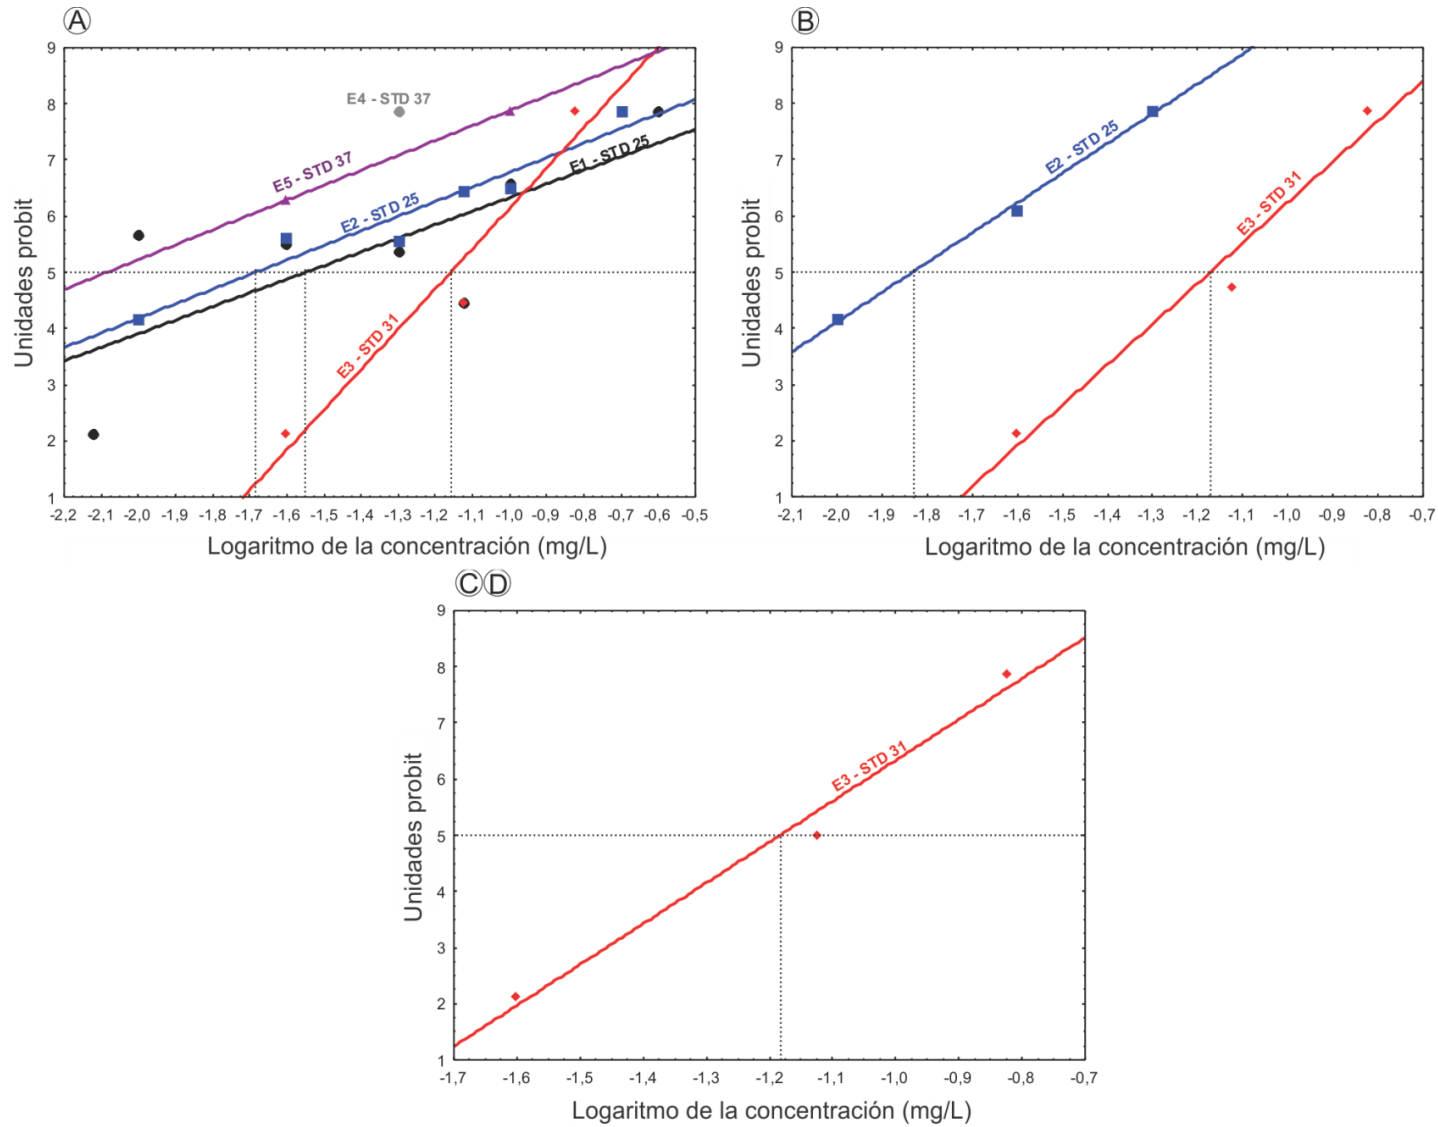 A
9
8
7
6
5
4
3
2
1
Unidades probit
E4 - STD 37
E5 - STD 37
E2 - STD 25
E1 - STD 25
E3 - STD 31
-2,2 -2,1 -2,0 -1,9 -1,8 -1,7 -1,6 -1,5 -1,4 -1,3 -1,2 -1,1 -1,0 -0,9 -0,8 -0,7 -0,6 -0,5
Logaritmo de la concentración (mg/L)
B
9
8
7
6
5
4
3
2
1
Unidades probit
E2 - STD 25
E3 - STD 31
-2,1 -2,0 -1,9 -1,8 -1,7 -1,6 -1,5 -1,4 -1,3 -1,2 -1,1 -1,0 -0,9 -0,8 -0,7
Logaritmo de la concentración (mg/L)
C D
9
8
7
6
5
4
3
2
1
Unidades probit
E3 - STD 31
-1,7 -1,6 -1,5 -1,4 -1,3 -1,2 -1,1 -1,0 -0,9 -0,8 -0,7
Logaritmo de la concentración (mg/L)